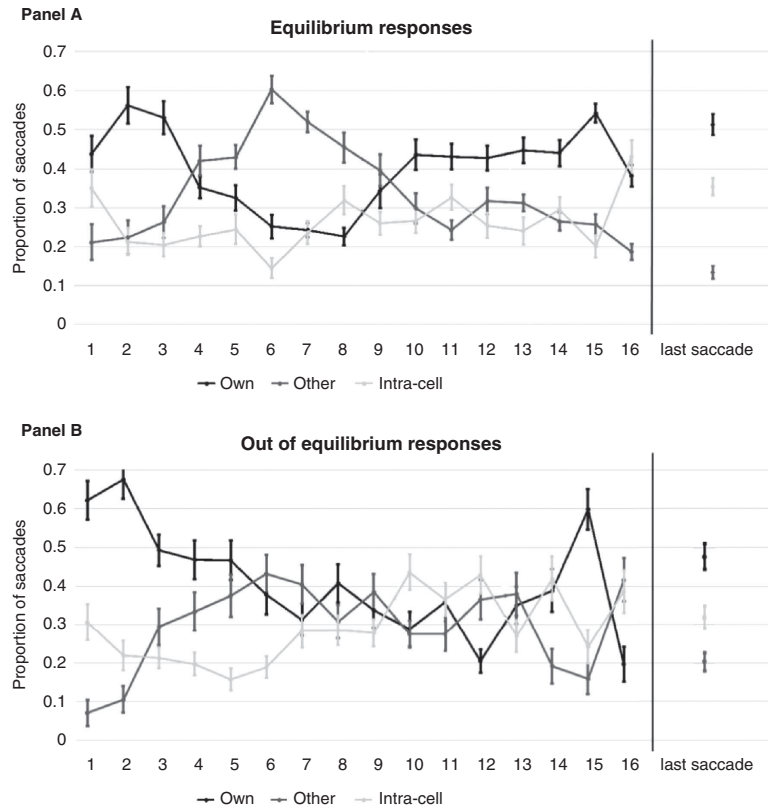 Panel A
Equilibrium responses
Proportion of saccades
0.7
0.6
0.5
0.4
0.3
0.2
0.1
0
1 2 3 4 5 6 7 8 9 10 11 12 13 14 15 16 last saccade
Own Other Intra-cell
Panel B
Out of equilibrium responses
Proportion of saccades
0.7
0.6
0.5
0.4
0.3
0.2
0.1
0
1 2 3 4 5 6 7 8 9 10 11 12 13 14 15 16 last saccade
Own Other Intra-cell